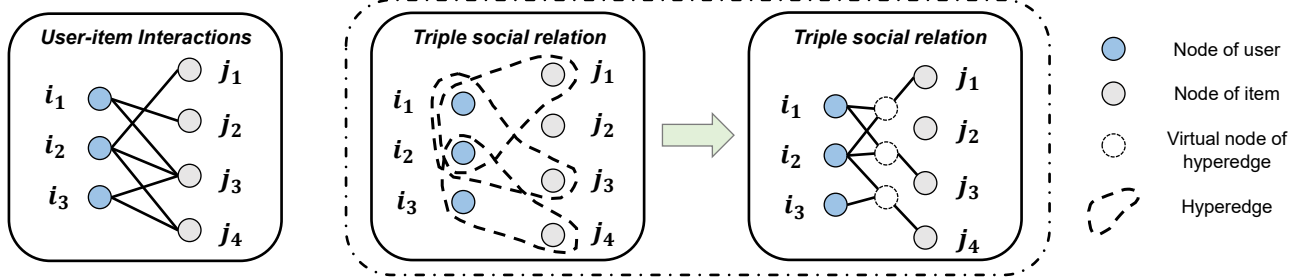 User-item Interactions
i1
i2
i3
j1
j2
j3
j4
Triple social relation
i1
i2
i3
j1
j2
j3
j4
Triple social relation
i1
i2
i3
j1
j2
j3
j4
Node of user
Node of item
Virtual node of
hyperedge
Hyperedge